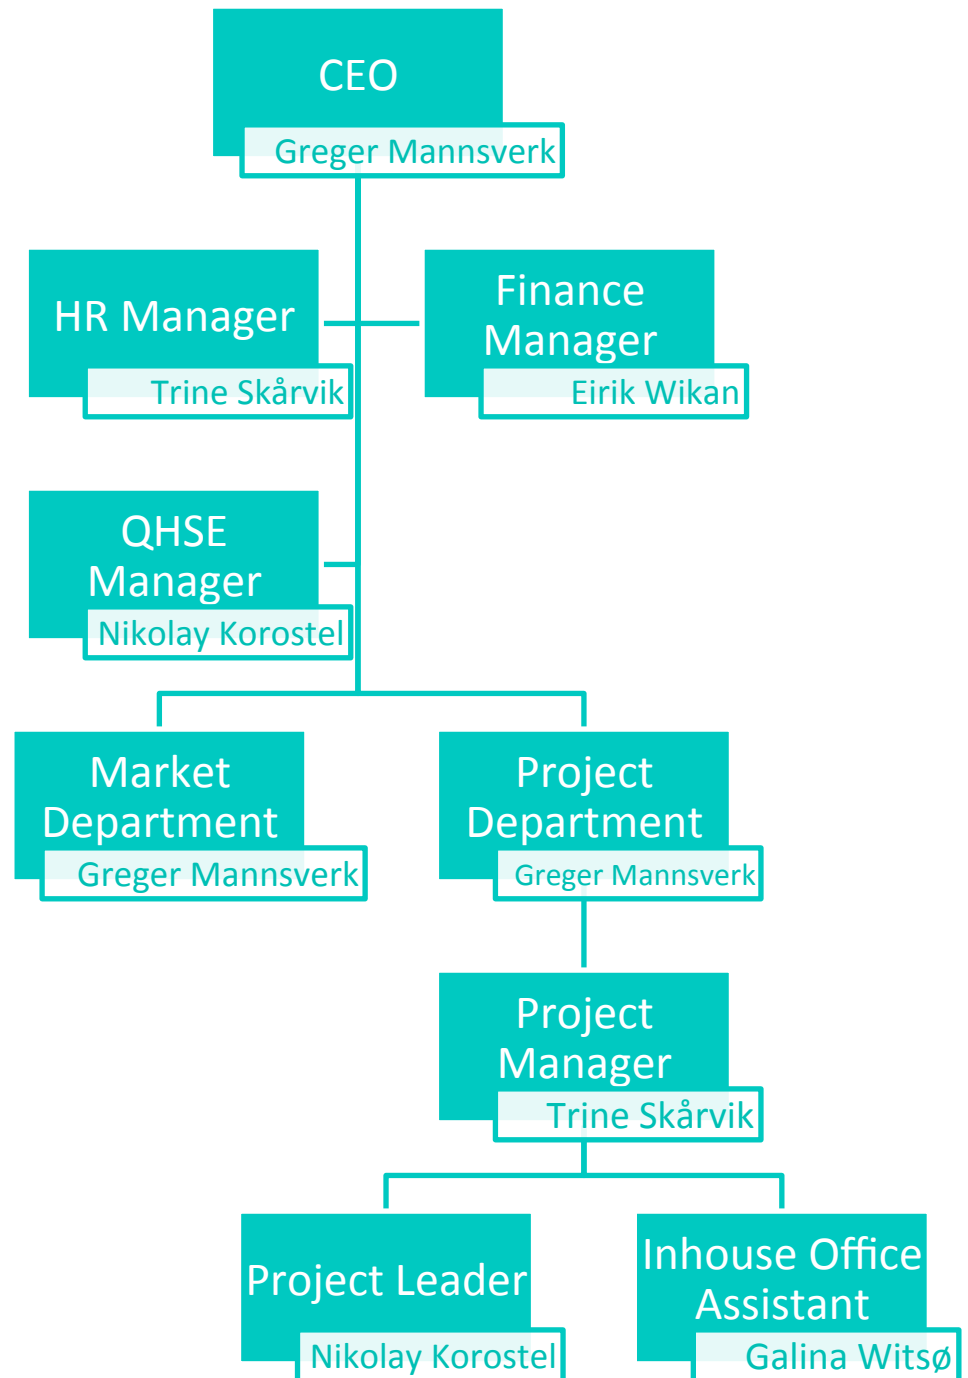 CEO
Greger Mannsverk
HR Manager
Trine Skårvik
Finance
Manager
Eirik Wikan
QHSE
Manager
Nikolay Korostel
Market
Department
Greger Mannsverk
Project
Department
Greger Mannsverk
Project
Manager
Trine Skårvik
Project Leader
Nikolay Korostel
Inhouse Office
Assistant
Galina Witsø